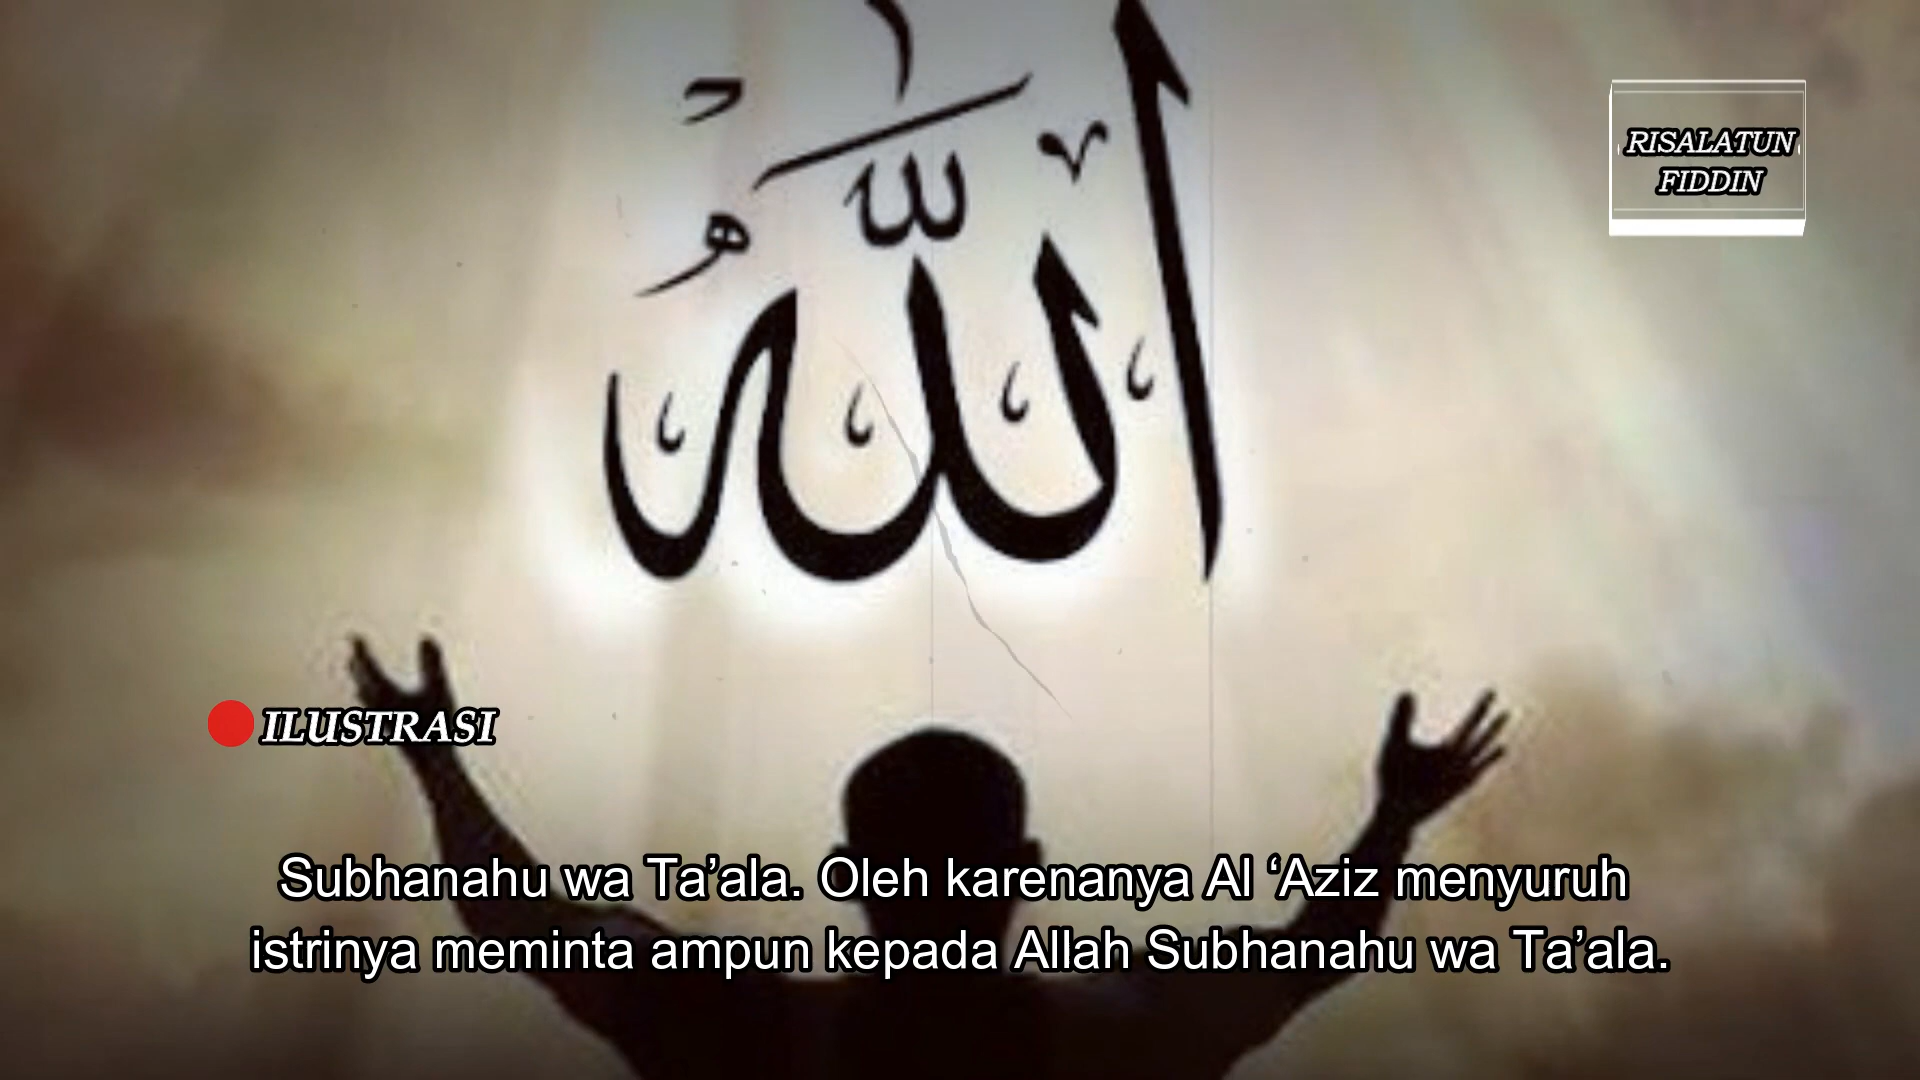 اللّٰهُ
RISALATUN
FIDDIN
ILUSTRASI
Subhanahu wa Ta’ala. Oleh karenanya Al ‘Aziz menyuruh
istrinya meminta ampun kepada Allah Subhanahu wa Ta’ala.